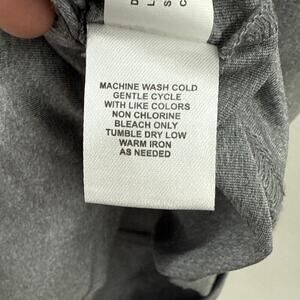 MACHINE WASH COLD
GENTLE CYCLE
WITH LIKE COLORS
NON CHLORINE
BLEACH ONLY
TUMBLE DRY LOW
WARM IRON
AS NEEDED